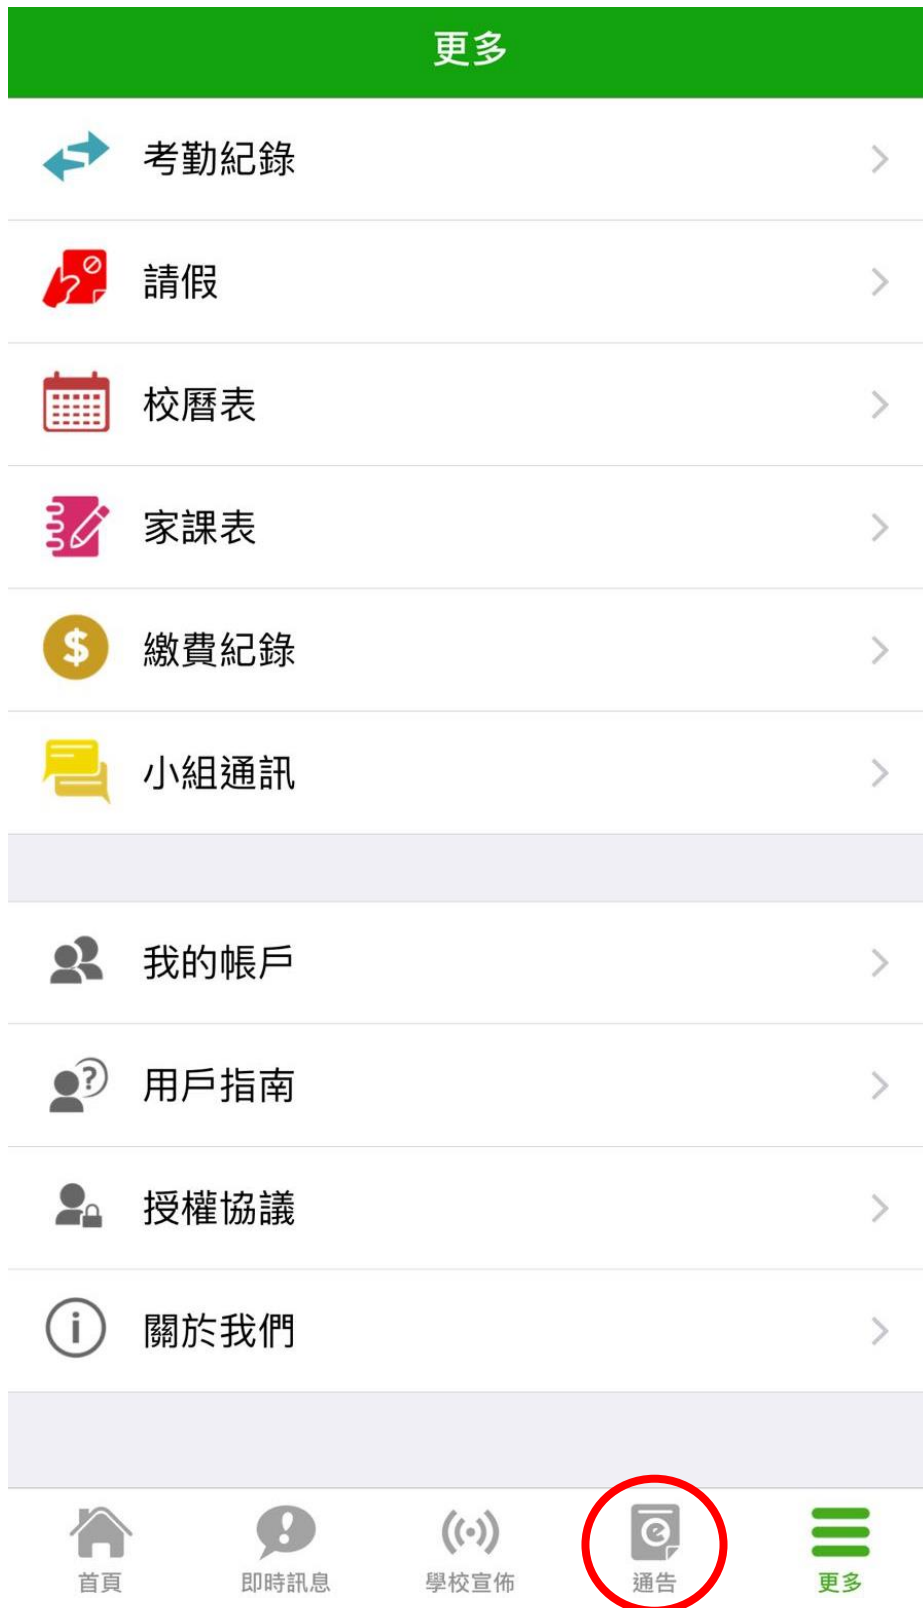 更多
考勤紀錄
請假
校曆表
家課表
繳費紀錄
小組通訊
我的帳戶
用戶指南
授權協議
關於我們
首頁 即時訊息 學校宣佈 通告 更多